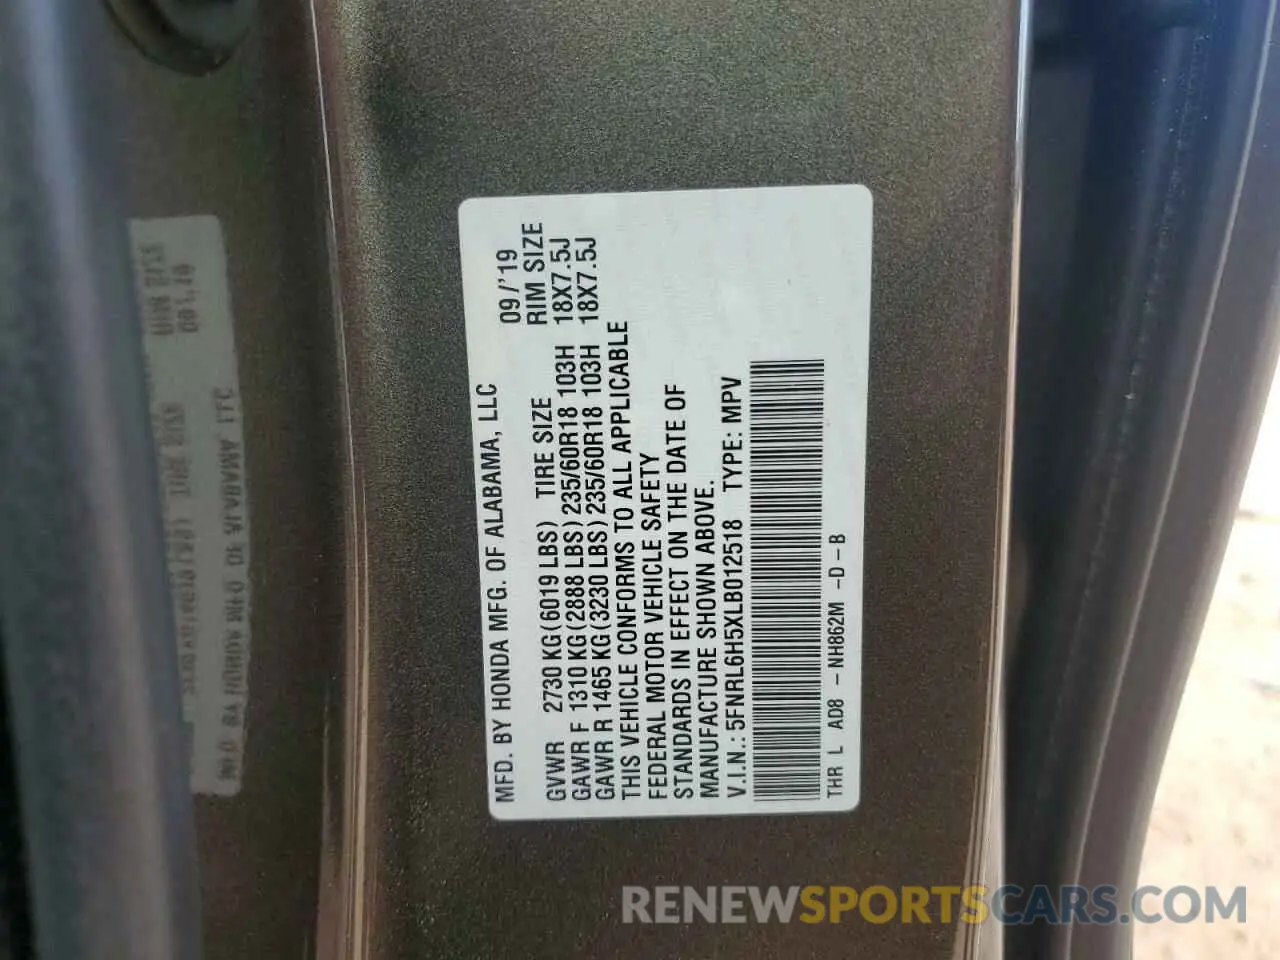 MFD. BY HONDA MFG. OF ALABAMA, LLC 09/'19
GVWR 2730 KG (6019 LBS) TIRE SIZE RIM SIZE
GAWR F 1310 KG (2888 LBS) 235/60R18 103H 18X7.5J
GAWR R 1465 KG (3230 LBS) 235/60R18 103H 18X7.5J
THIS VEHICLE CONFORMS TO ALL APPLICABLE
FEDERAL MOTOR VEHICLE SAFETY
STANDARDS IN EFFECT ON THE DATE OF
MANUFACTURE SHOWN ABOVE.
V.I.N.: 5FNRL6H5XLB012518 TYPE: MPV
THR L AD8 - NH862M -D-B
RENEWSPORTSCARS.COM